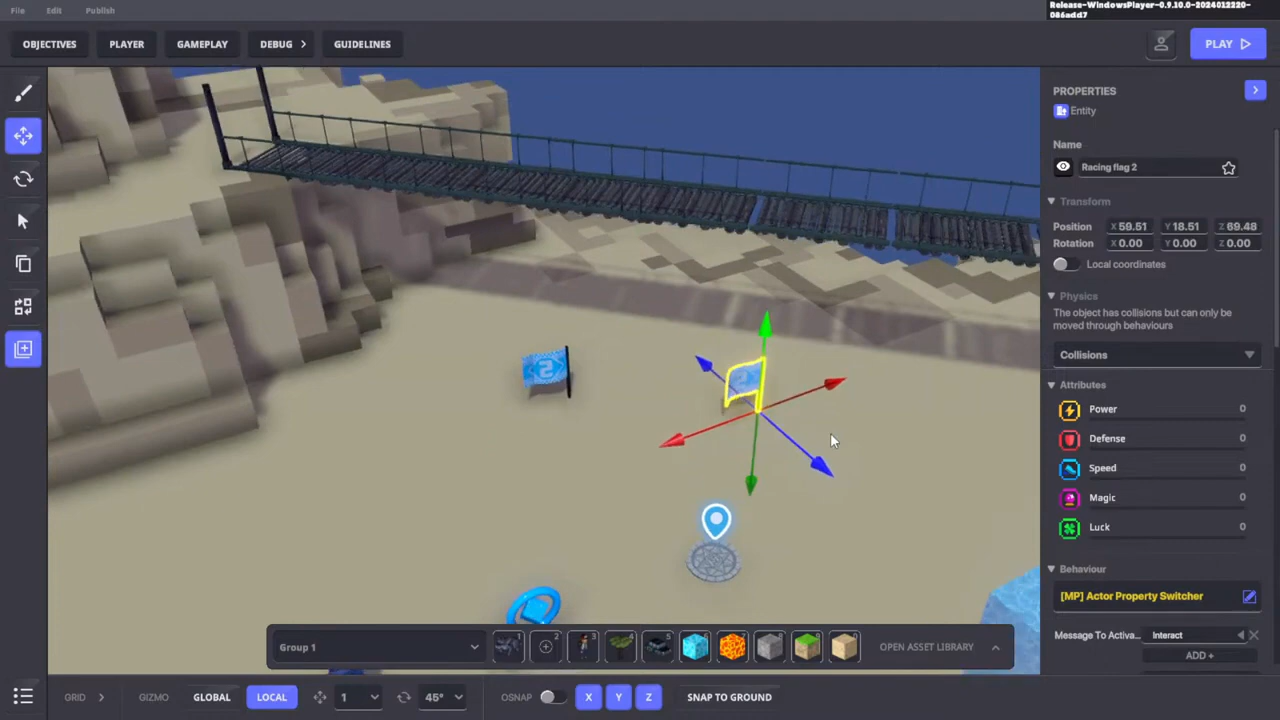 Release-WindowsPlayer-0.9.10.0-2024012220-
086add7
File Edit Publish
OBJECTIVES PLAYER GAMEPLAY DEBUG GUIDELINES PLAY
PROPERTIES
Entity
Name
Racing flag 2
Transform
Position X 59.51 Y 18.51 Z 69.48
Rotation X 0.00 Y 0.00 Z 0.00
Local coordinates
Physics
The object has collisions but can only be
moved through behaviours
Collisions
Attributes
Power 0
Defense 0
Speed 0
Magic 0
Luck 0
Behaviour
[MP] Actor Property Switcher
Message To Activa... Interact
ADD +
Group 1 OPEN ASSET LIBRARY
GRID GIZMO GLOBAL LOCAL 1 45° OSNAP X Y Z SNAP TO GROUND